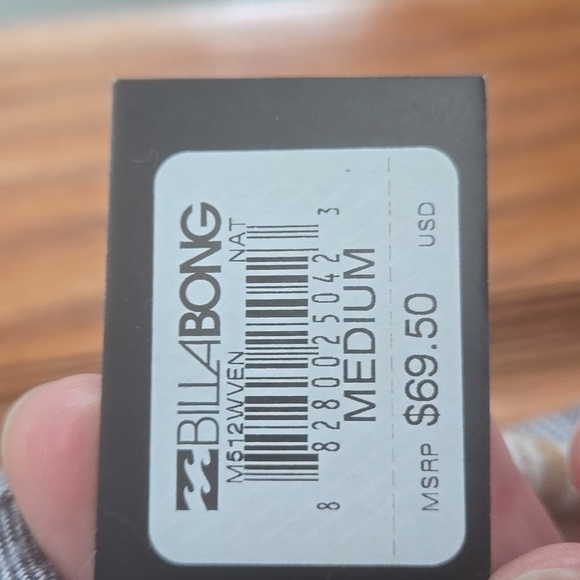 BILLABONG
M512WVEN NAT
8 82800 25042 3
MEDIUM
MSRP $69.50 USD